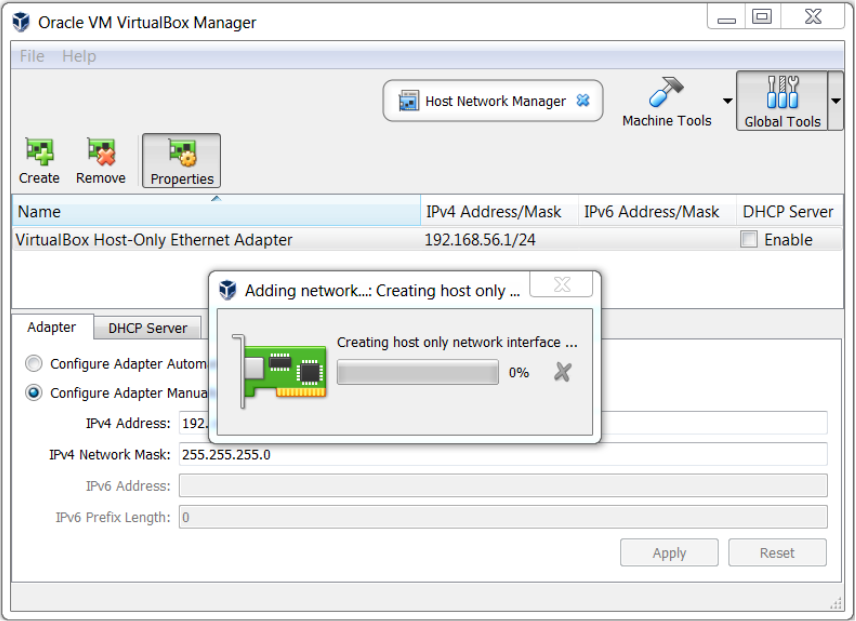 Oracle VM VirtualBox Manager
File Help
Host Network Manager
Machine Tools
Global Tools
Create Remove Properties
Name IPv4 Address/Mask IPv6 Address/Mask DHCP Server
VirtualBox Host-Only Ethernet Adapter 192.168.56.1/24 Enable
Adding network...: Creating host only ...
Creating host only network interface ...
0%
Adapter DHCP Server
Configure Adapter Autom
Configure Adapter Manua
IPv4 Address: 192.
IPv4 Network Mask: 255.255.255.0
IPv6 Address:
IPv6 Prefix Length: 0
Apply Reset